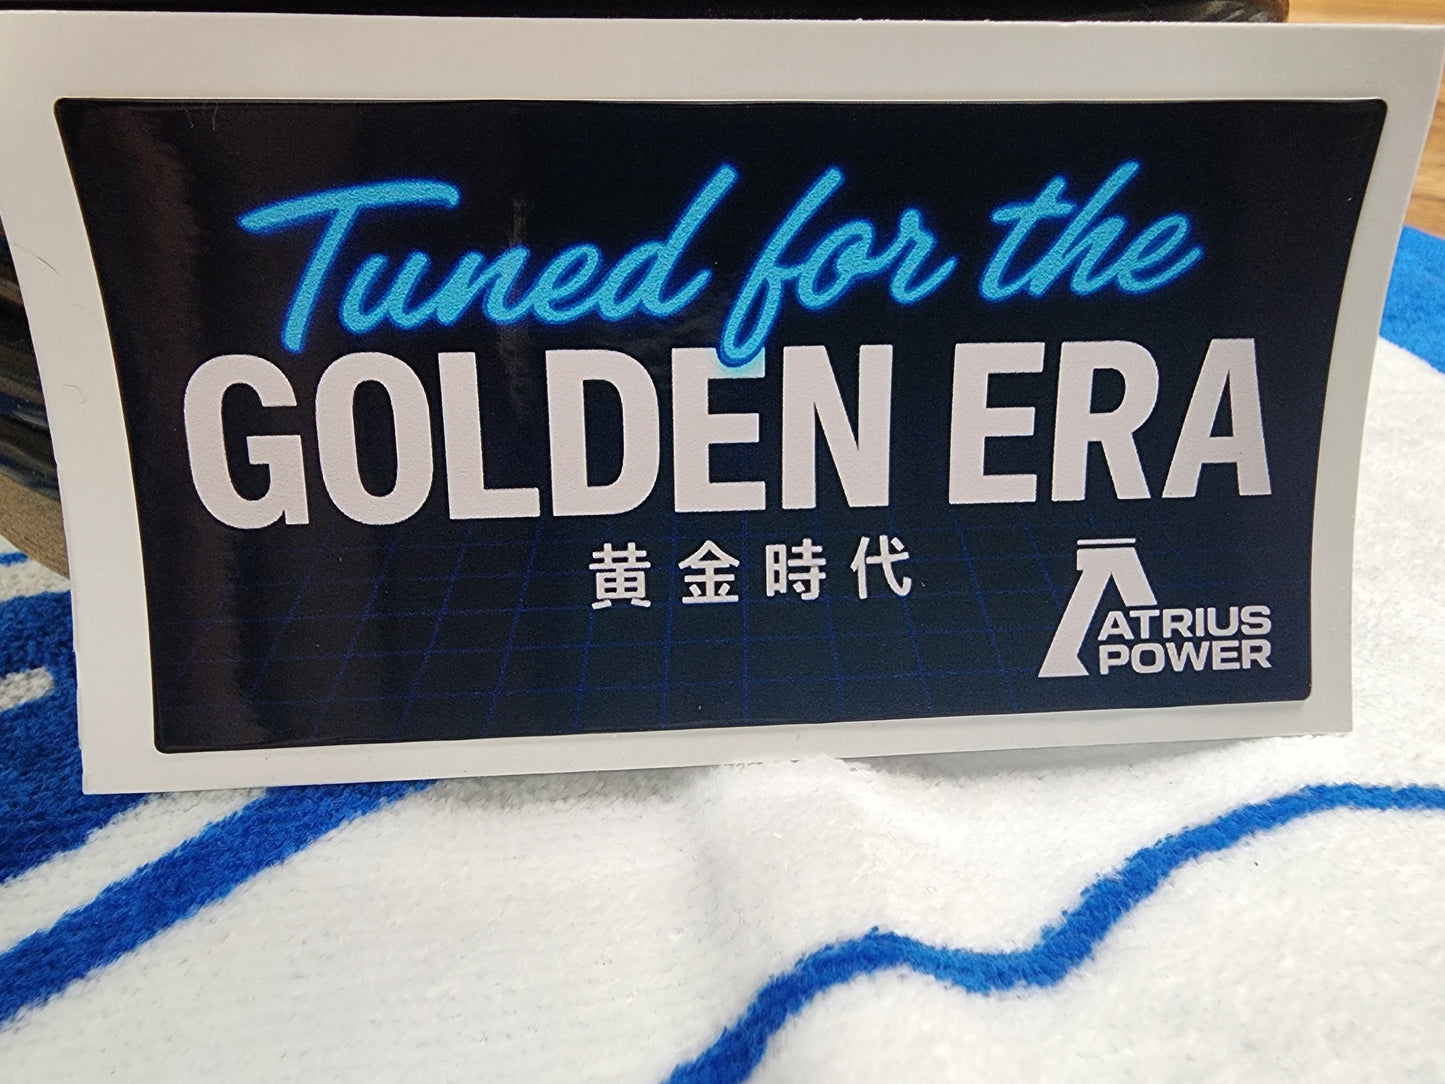 Tuned for the
GOLDEN ERA
黄金時代
ATRIUS
POWER